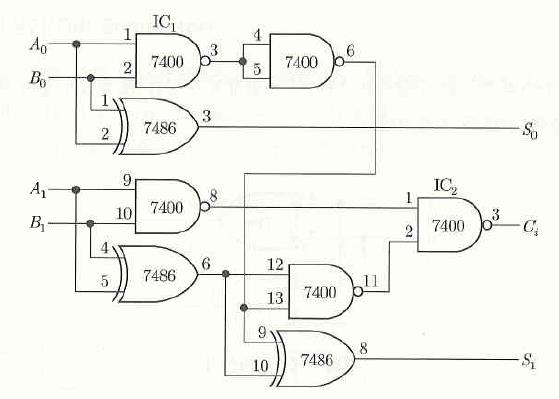 IC₁
A₀ 1 7400 3 4 7400 6
B₀ 2 5
1 7486 3 S₀
2
A₁ 9 7400 8 1 IC₂
B₁ 10 2 7400 3 Cᵢ
4 7486 6 12 7400 11
5 13
9 7486 8 S₁
10